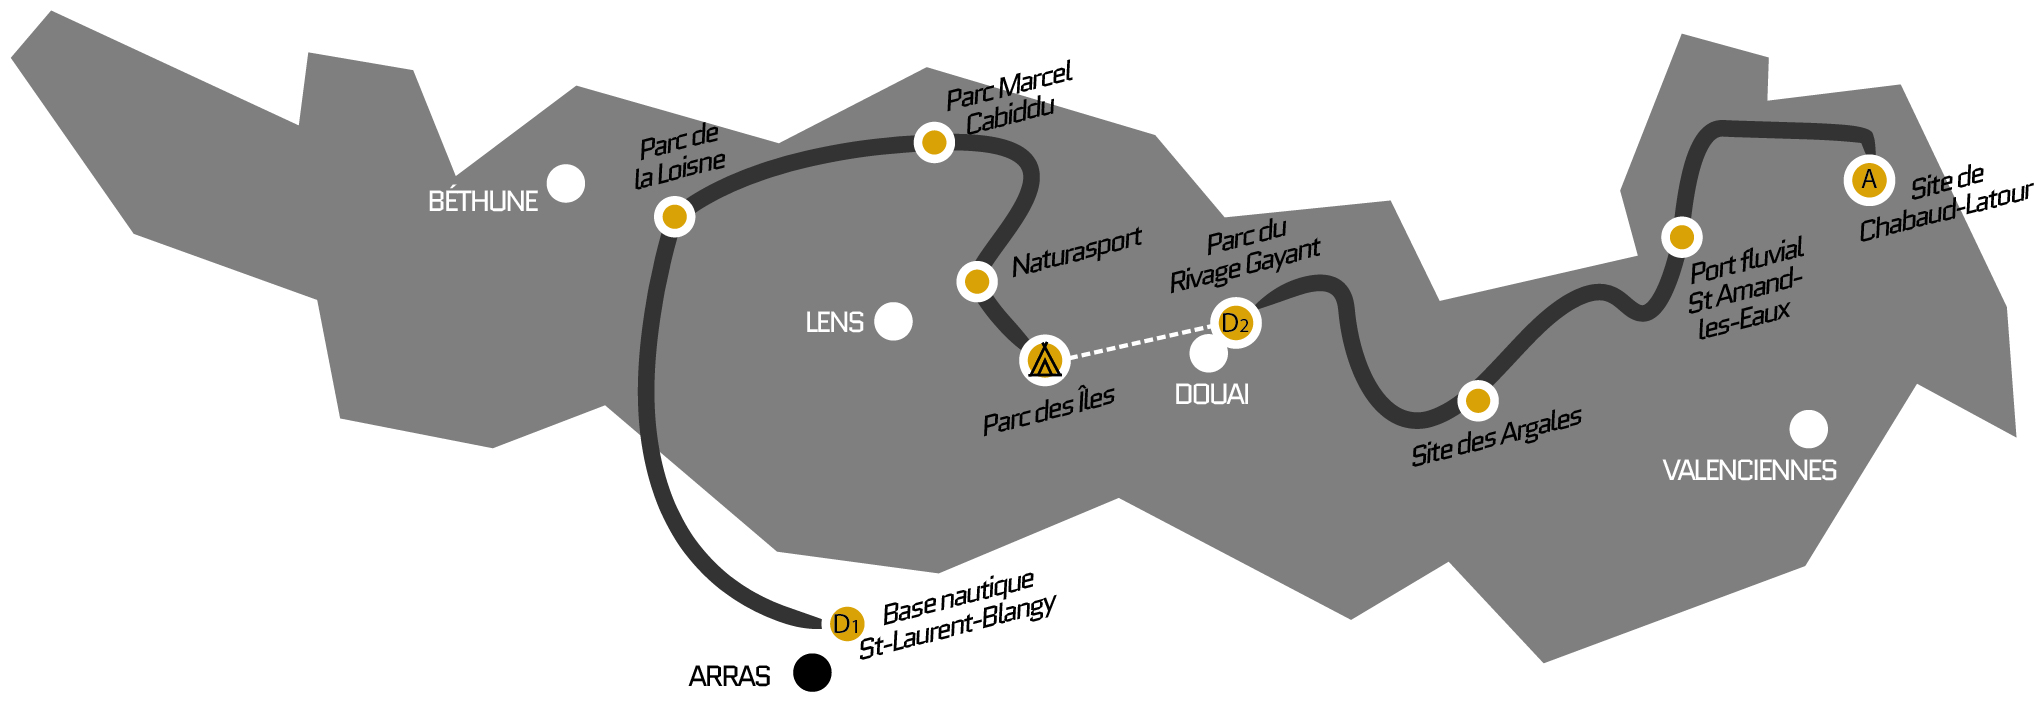 Parc Marcel
Cabiddu
Parc de
la Loisne
BÉTHUNE
Naturasport
LENS
Parc des Îles
Parc du
Rivage Gayant
D2
DOUAI
Site des Argales
Port fluvial
St Amand-
les-Eaux
A
Site de
Chabaud-Latour
VALENCIENNES
D1
Base nautique
St-Laurent-Blangy
ARRAS